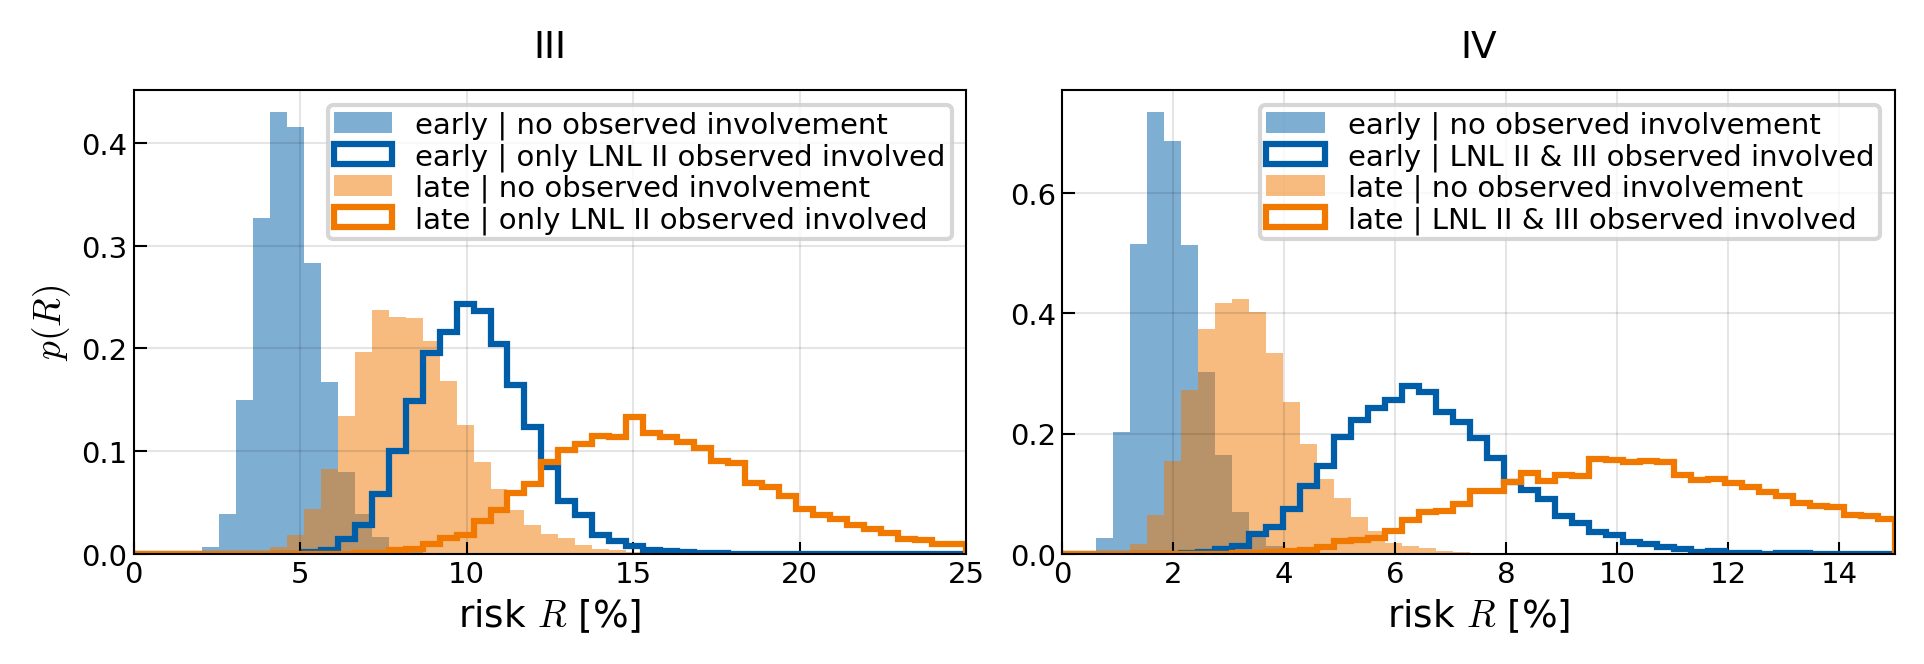 III
early | no observed involvement
early | only LNL II observed involved
late | no observed involvement
late | only LNL II observed involved
p(R)
0.4
0.3
0.2
0.1
0.0
0 5 10 15 20 25
risk R [%]
IV
early | no observed involvement
early | LNL II & III observed involved
late | no observed involvement
late | LNL II & III observed involved
0.6
0.4
0.2
0.0
0 2 4 6 8 10 12 14
risk R [%]